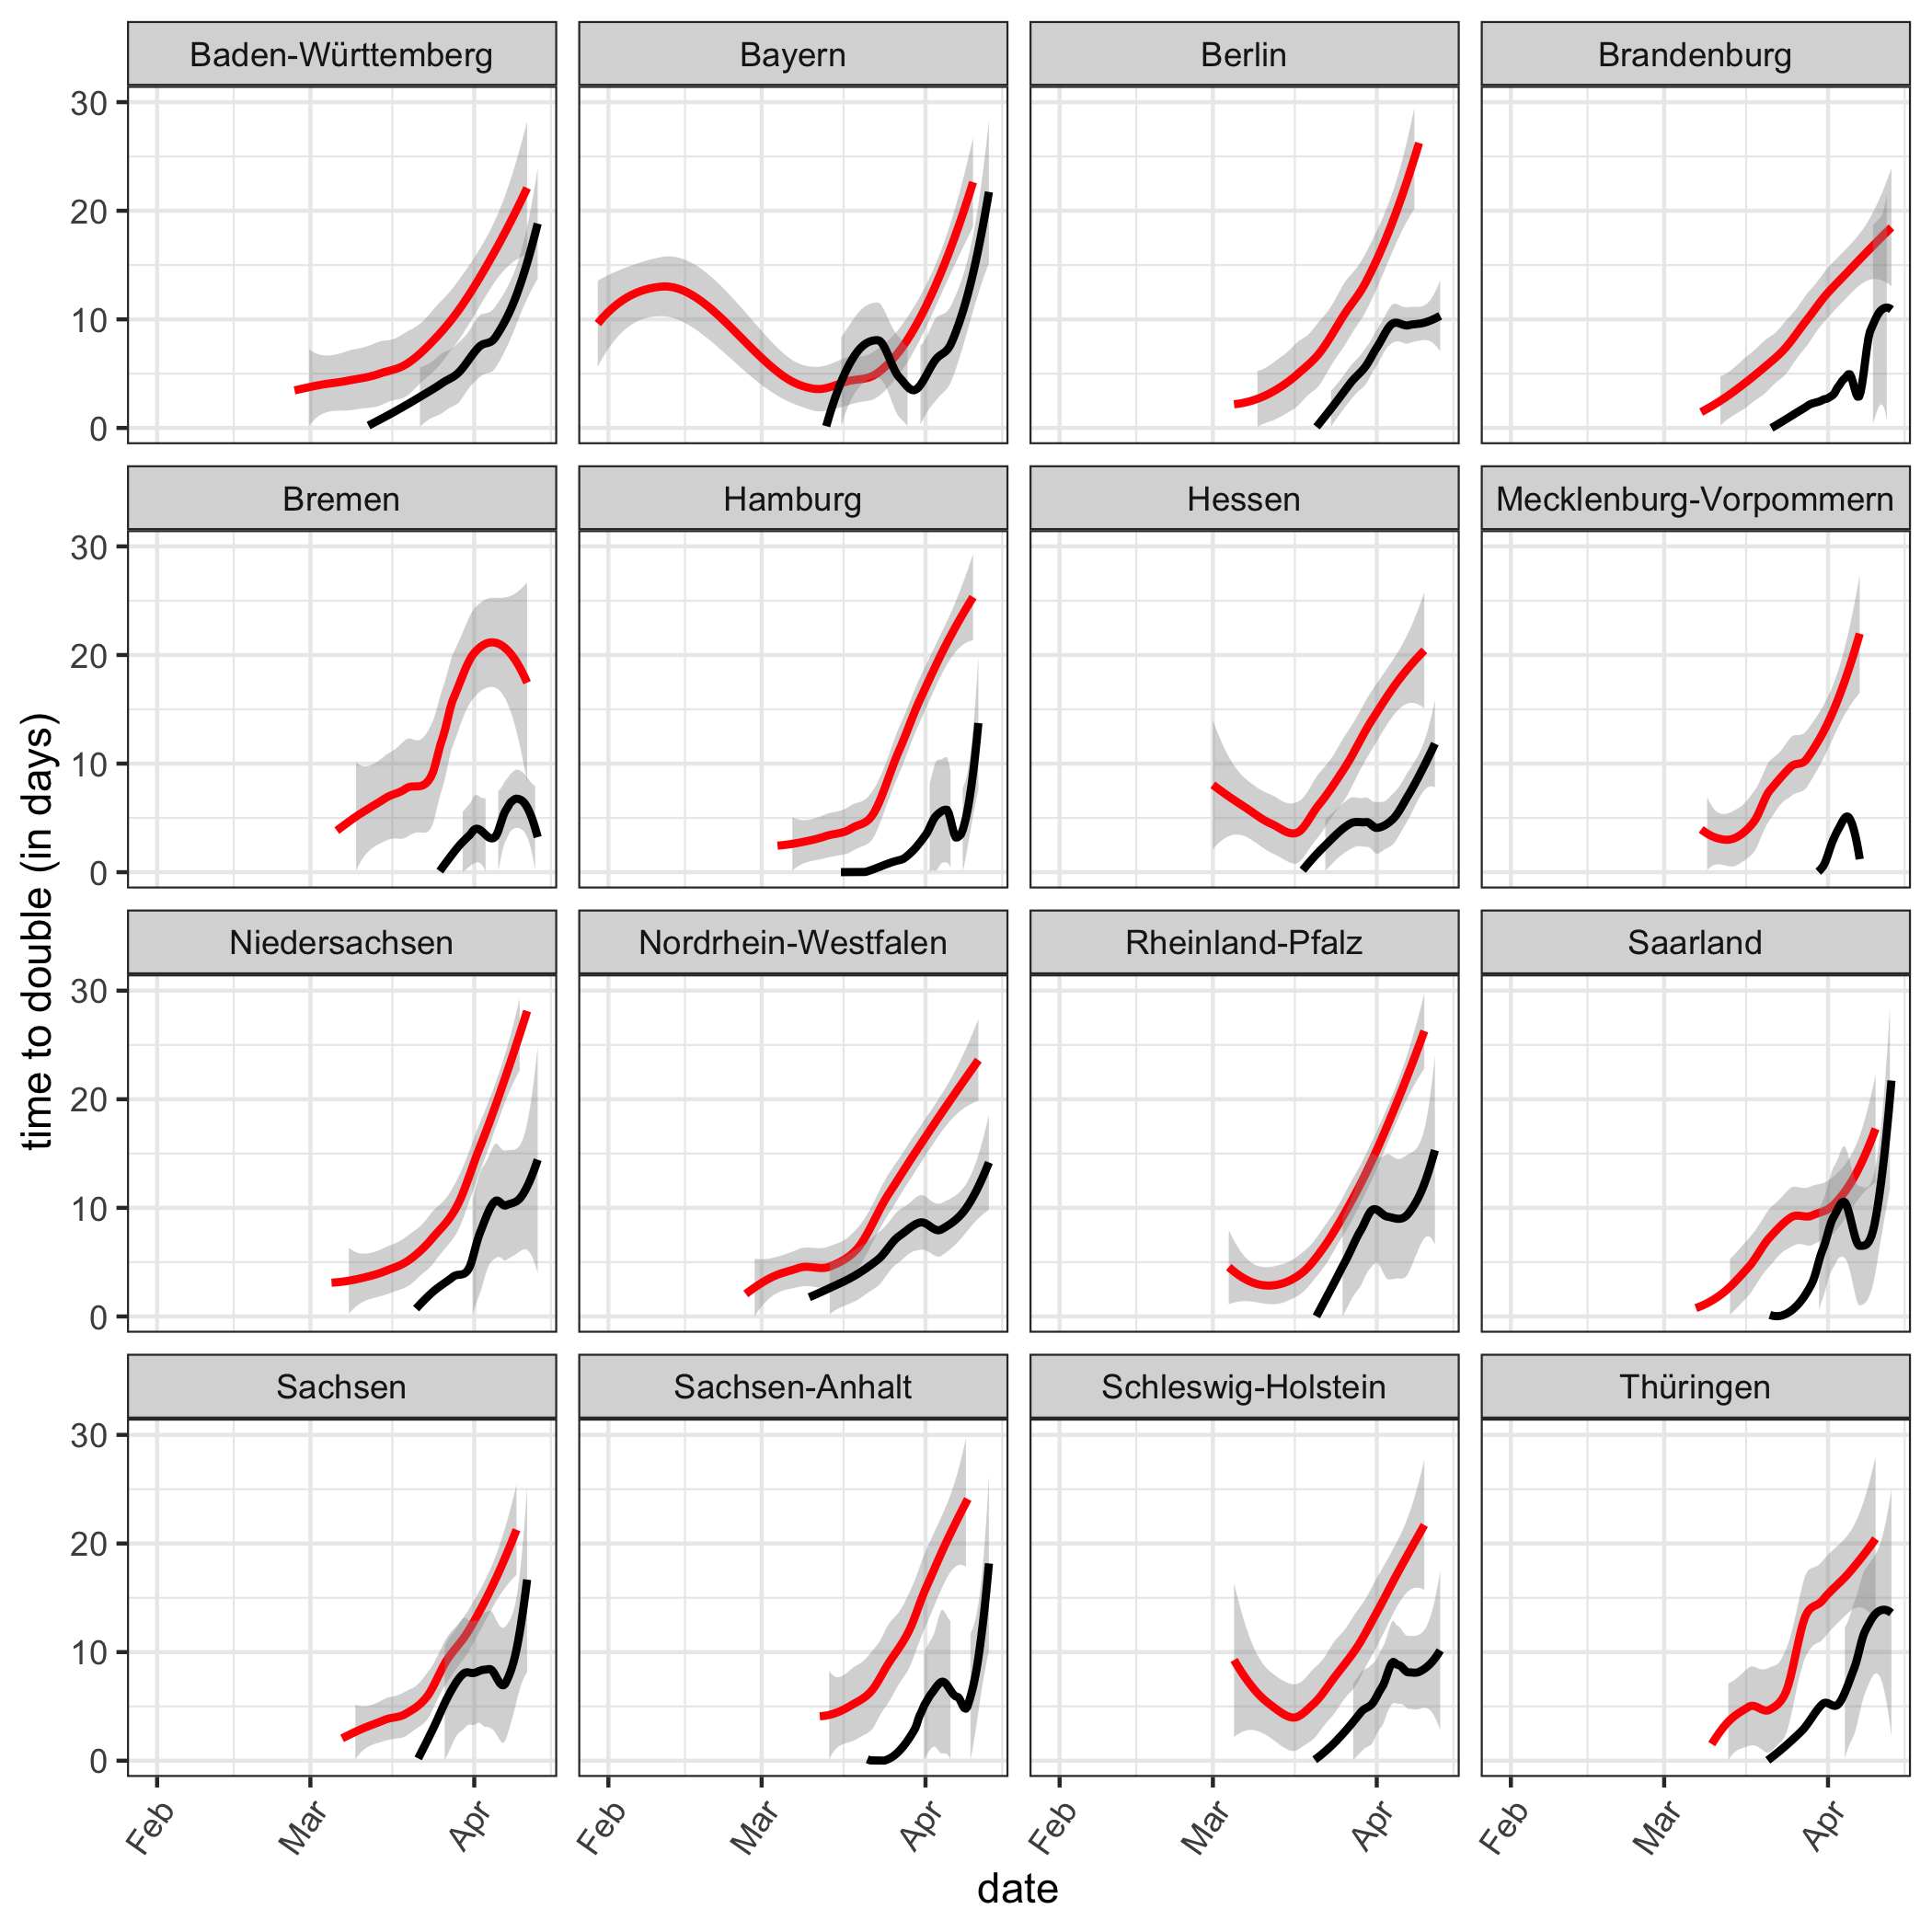 Baden-Württemberg Bayern Berlin Brandenburg
30
20
10
0
Bremen Hamburg Hessen Mecklenburg-Vorpommern
30
20
10
0
Niedersachsen Nordrhein-Westfalen Rheinland-Pfalz Saarland
30
20
10
0
Sachsen Sachsen-Anhalt Schleswig-Holstein Thüringen
30
20
10
0
time to double (in days)
Feb Mar Apr Feb Mar Apr Feb Mar Apr Feb Mar Apr
date